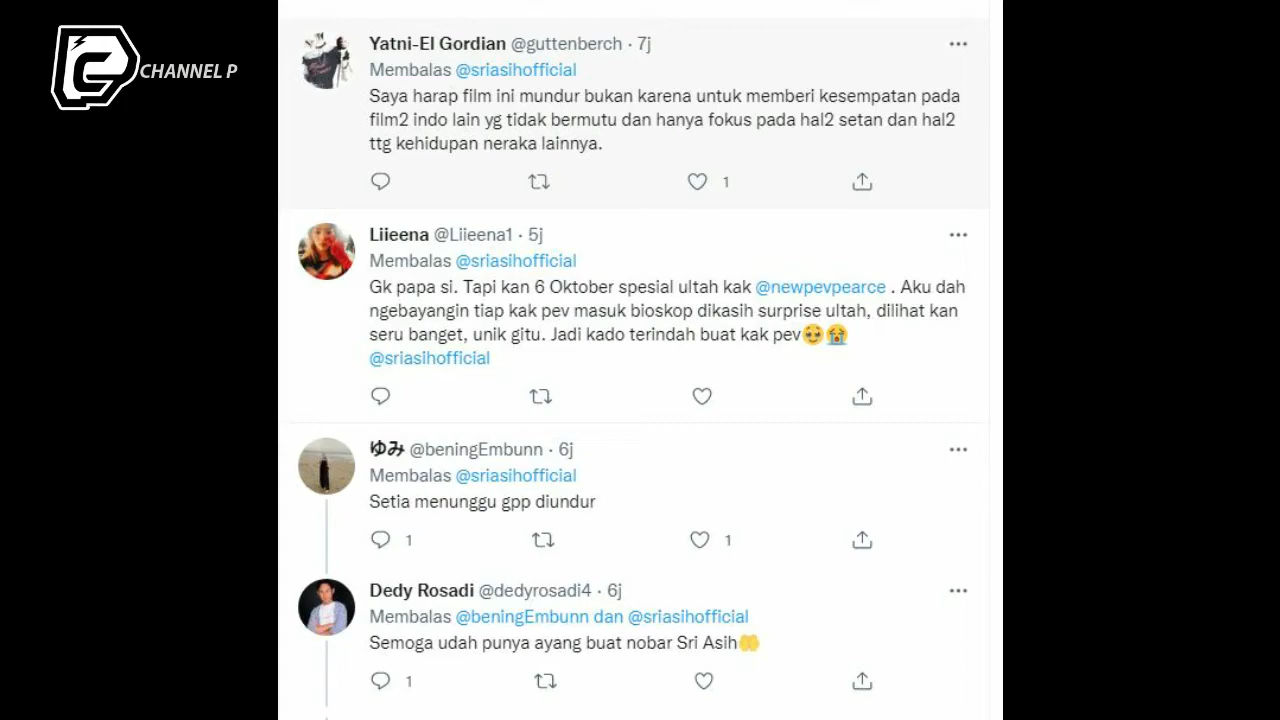 CHANNEL P
Yatni-El Gordian @guttenberch · 7j
Membalas @sriasihofficial
Saya harap film ini mundur bukan karena untuk memberi kesempatan pada
film2 indo lain yg tidak bermutu dan hanya fokus pada hal2 setan dan hal2
ttg kehidupan neraka lainnya.
1
Liieena @Liieena1 · 5j
Membalas @sriasihofficial
Gk papa si. Tapi kan 6 Oktober spesial ultah kak @newpevpearce . Aku dah
ngebayangin tiap kak pev masuk bioskop dikasih surprise ultah, dilihat kan
seru banget, unik gitu. Jadi kado terindah buat kak pev🥹😭
@sriasihofficial
ゆみ @beningEmbunn · 6j
Membalas @sriasihofficial
Setia menunggu gpp diundur
1 1
Dedy Rosadi @dedyrosadi4 · 6j
Membalas @beningEmbunn dan @sriasihofficial
Semoga udah punya ayang buat nobar Sri Asih🤲
1